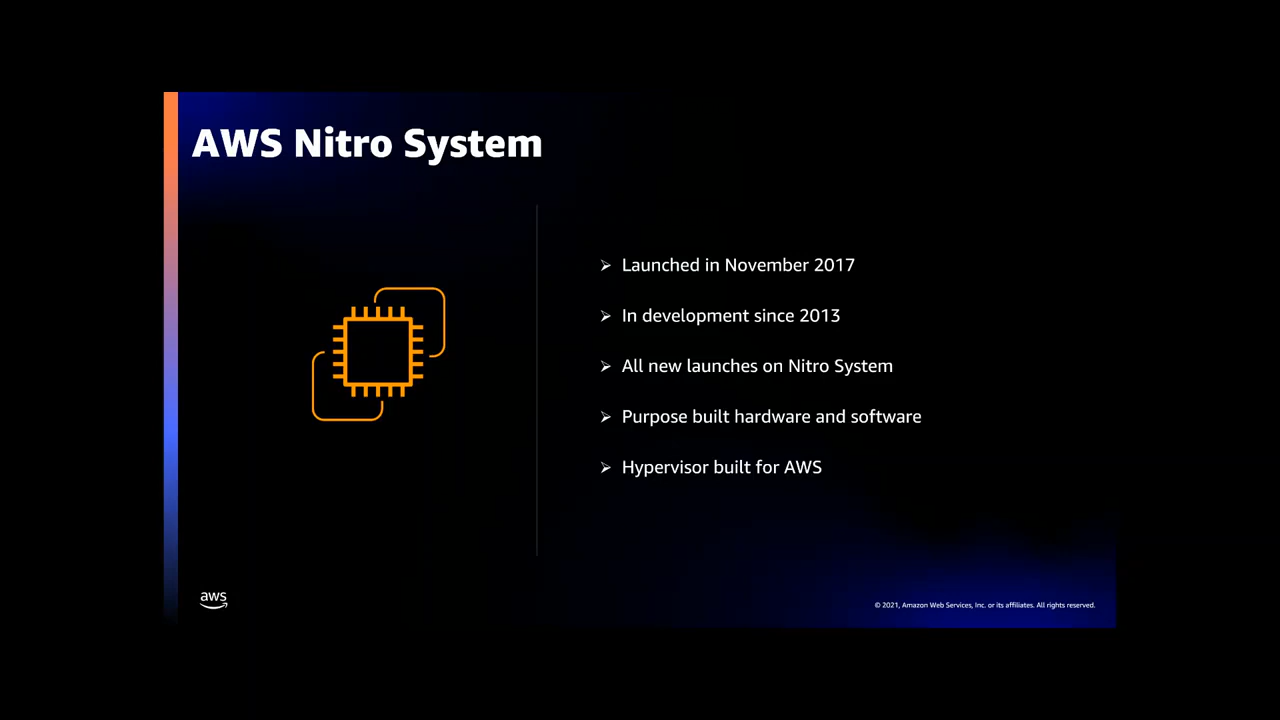 AWS Nitro System
➢ Launched in November 2017
➢ In development since 2013
➢ All new launches on Nitro System
➢ Purpose built hardware and software
➢ Hypervisor built for AWS
aws
© 2021, Amazon Web Services, Inc. or its affiliates. All rights reserved.